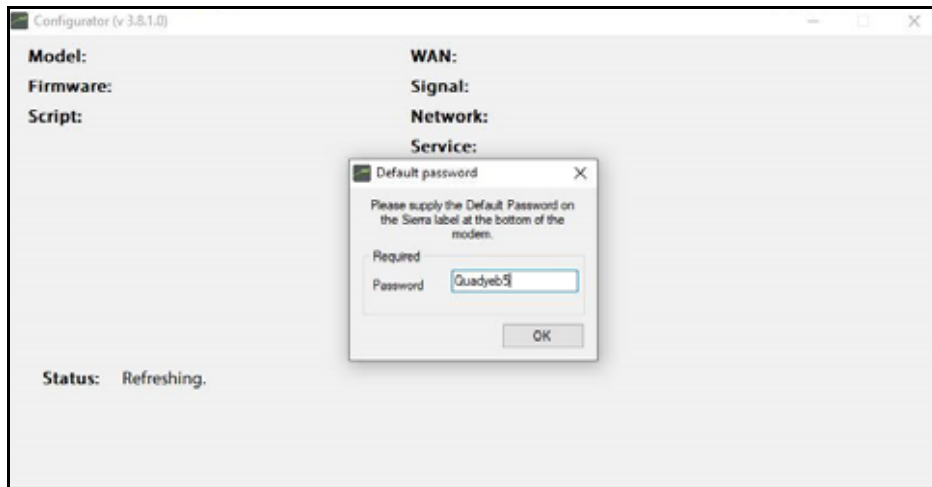 Configurator (v 3.8.1.0)
Model:
WAN:
Firmware:
Signal:
Script:
Network:
Service:
Default password
Please supply the Default Password on
the Sierra label at the bottom of the
modem.
Required
Password
Quadyeb5
OK
Status: Refreshing.